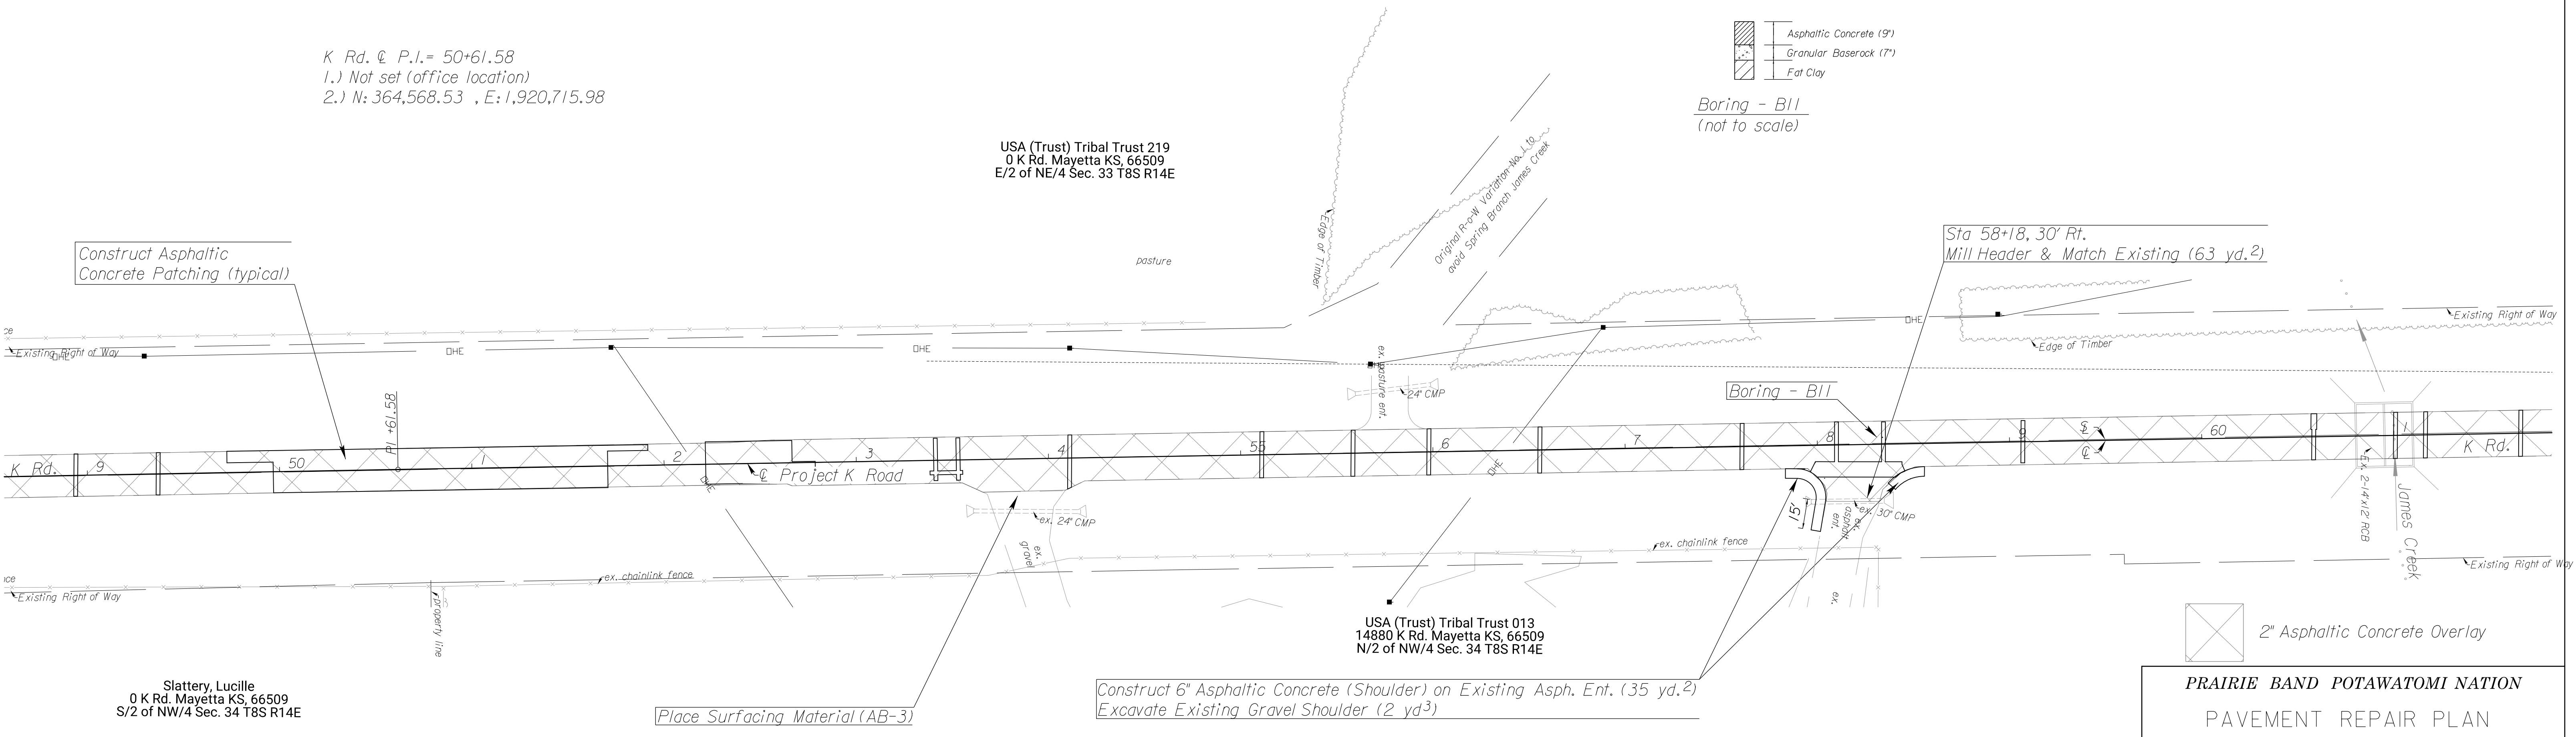 K Rd. ℄ P.I.= 50+61.58
1.) Not set (office location)
2.) N: 364,568.53 , E: 1,920,715.98
Asphaltic Concrete (9")
Granular Baserock (7")
Fat Clay
Boring - B11
(not to scale)
USA (Trust) Tribal Trust 219
0 K Rd. Mayetta KS, 66509
E/2 of NE/4 Sec. 33 T8S R14E
Edge of Timber
Original R-o-W Variation No. 1 to
avoid Spring Branch James Creek
pasture
Construct Asphaltic
Concrete Patching (typical)
Sta 58+18, 30' Rt.
Mill Header & Match Existing (63 yd.2)
Existing Right of Way
OHE
OHE
OHE
OHE
Existing Right of Way
Edge of Timber
ex. pasture ent.
24" CMP
Boring - B11
PI +61.58
K Rd.
9
50
1
2
3
4
55
6
7
8
9
60
1
K Rd.
℄
℄
℄ Project K Road
OHE
OHE
ex. 24" CMP
ex.
gravel
15'
ex. 30" CMP
ex.
asphalt
ent.
Ex. 2-14'x12' RCB
James Creek
ex. chainlink fence
ex. chainlink fence
Existing Right of Way
Existing Right of Way
property line
ex.
USA (Trust) Tribal Trust 013
14880 K Rd. Mayetta KS, 66509
N/2 of NW/4 Sec. 34 T8S R14E
2" Asphaltic Concrete Overlay
Slattery, Lucille
0 K Rd. Mayetta KS, 66509
S/2 of NW/4 Sec. 34 T8S R14E
Place Surfacing Material (AB-3)
Construct 6" Asphaltic Concrete (Shoulder) on Existing Asph. Ent. (35 yd.2)
Excavate Existing Gravel Shoulder (2 yd3)
PRAIRIE BAND POTAWATOMI NATION
PAVEMENT REPAIR PLAN